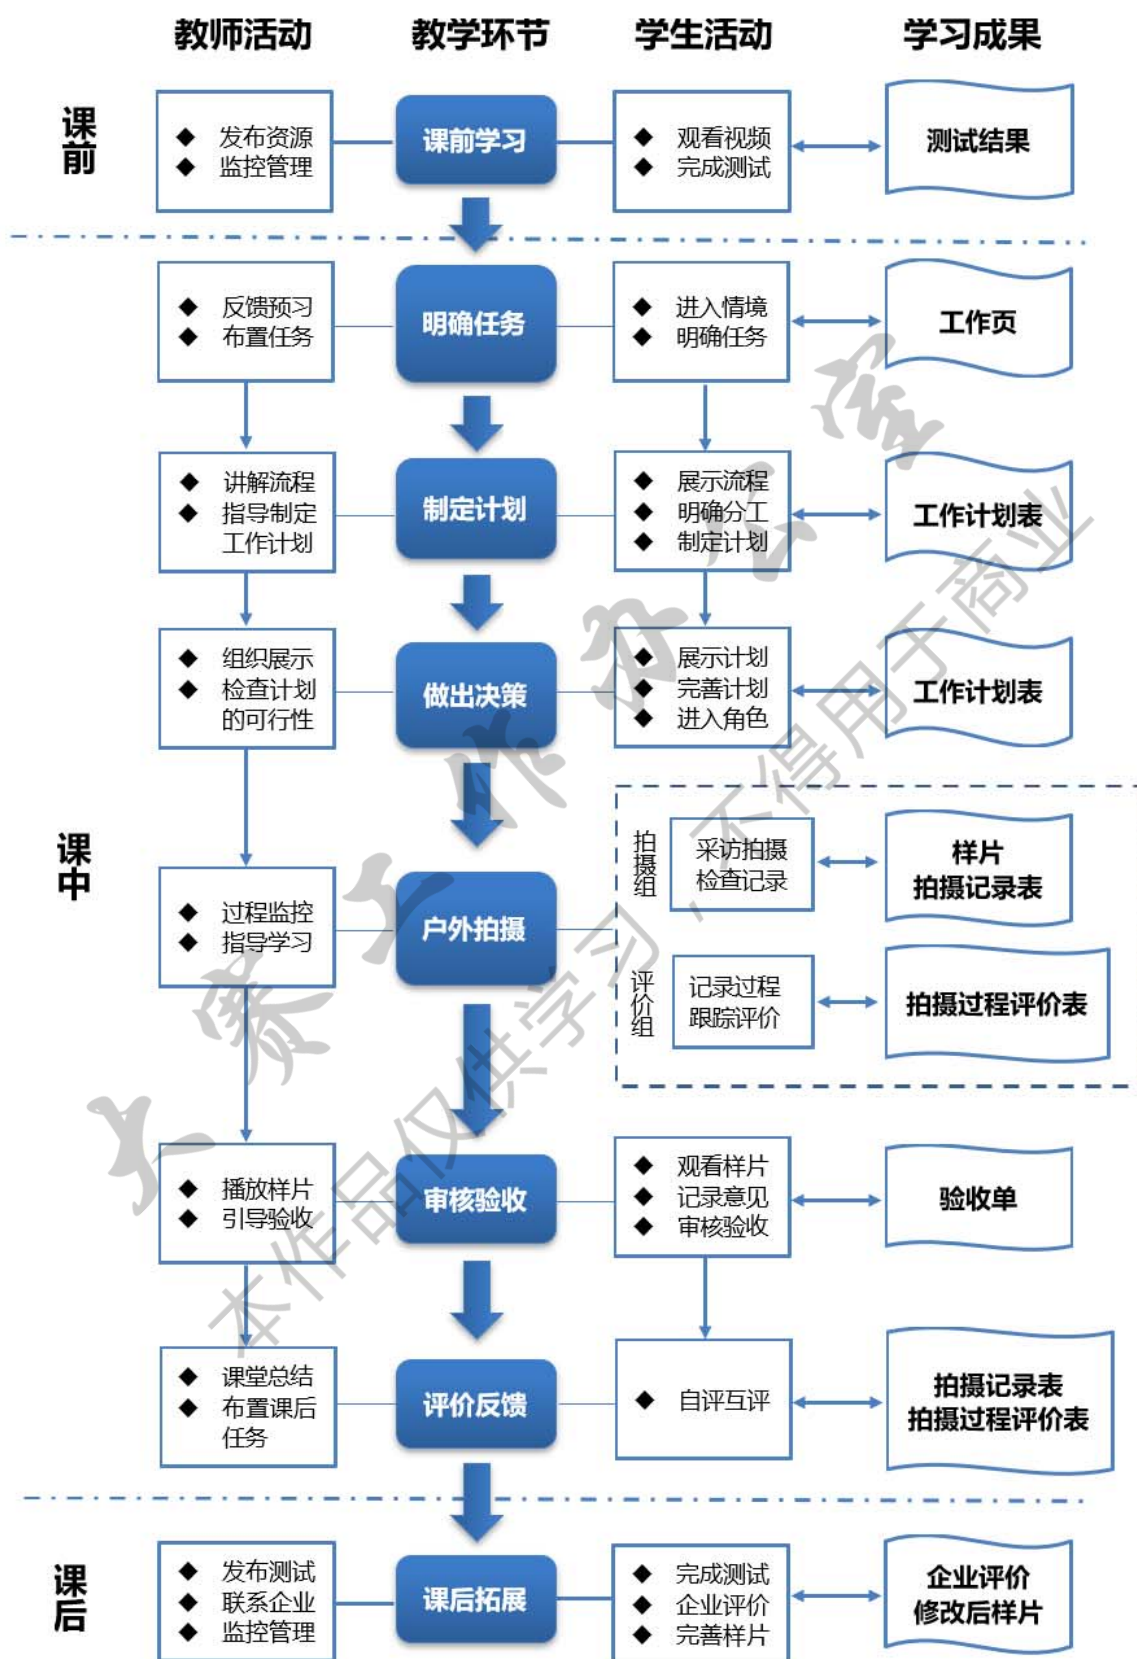 教师活动 教学环节 学生活动 学习成果
课前
发布资源
监控管理
课前学习
观看视频
完成测试
测试结果
课中
反馈预习
布置任务
明确任务
进入情境
明确任务
工作页
讲解流程
指导制定
工作计划
制定计划
展示流程
明确分工
制定计划
工作计划表
组织展示
检查计划
的可行性
做出决策
展示计划
完善计划
进入角色
工作计划表
过程监控
指导学习
户外拍摄
拍摄组
采访拍摄
检查记录
样片
拍摄记录表
评价组
记录过程
跟踪评价
拍摄过程评价表
播放样片
引导验收
审核验收
观看样片
记录意见
审核验收
验收单
课堂总结
布置课后
任务
评价反馈
自评互评
拍摄记录表
拍摄过程评价表
课后
发布测试
联系企业
监控管理
课后拓展
完成测试
企业评价
完善样片
企业评价
修改后样片
大赛工作办公室
本作品仅供学习，不得用于商业